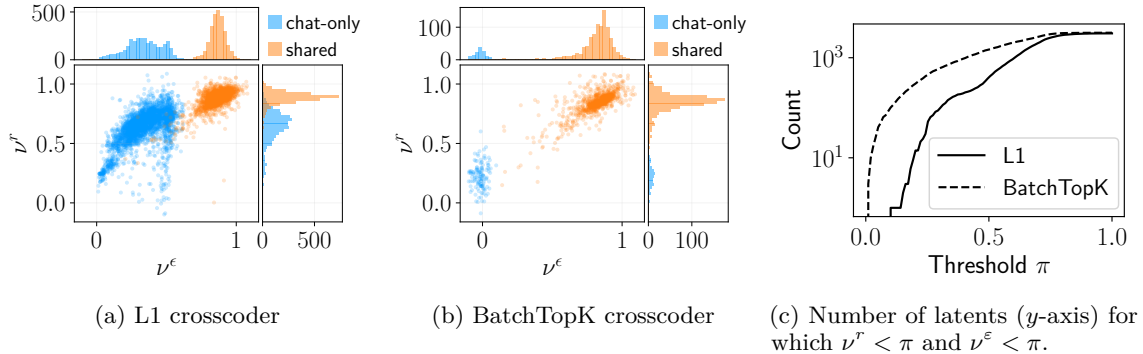 500
0
chat-only
shared
1.0
0.5
0.0
ν^r
0
1
ν^ϵ
0
500
(a) L1 crosscoder
100
0
chat-only
shared
1.0
0.5
0.0
ν^r
0
1
ν^ϵ
0
100
(b) BatchTopK crosscoder
10^3
10^1
Count
L1
BatchTopK
0.0
0.5
1.0
Threshold π
(c) Number of latents (y-axis) for
which ν^r < π and ν^ε < π.